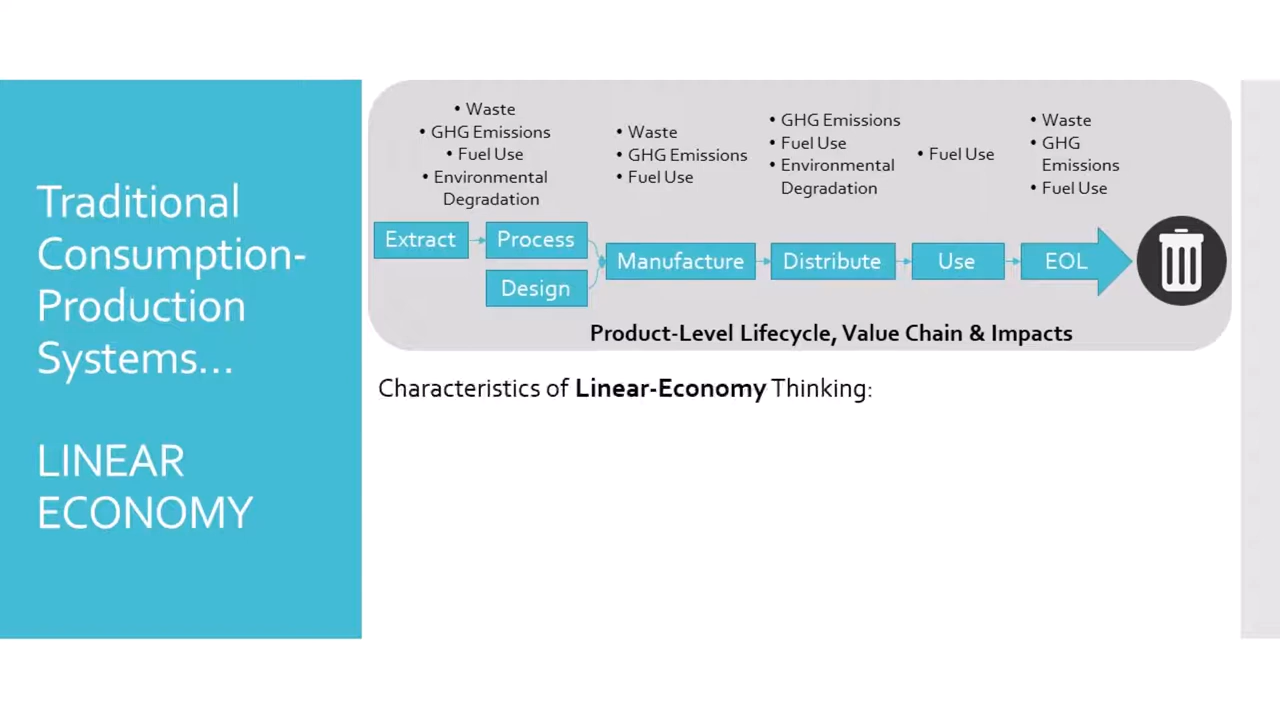 Traditional
Consumption-
Production
Systems...
LINEAR
ECONOMY
• Waste
• GHG Emissions
• Fuel Use
• Environmental
Degradation
• Waste
• GHG Emissions
• Fuel Use
• GHG Emissions
• Fuel Use
• Environmental
Degradation
• Fuel Use
• Waste
• GHG
Emissions
• Fuel Use
Extract
Process
Design
Manufacture
Distribute
Use
EOL
Product-Level Lifecycle, Value Chain & Impacts
Characteristics of Linear-Economy Thinking: